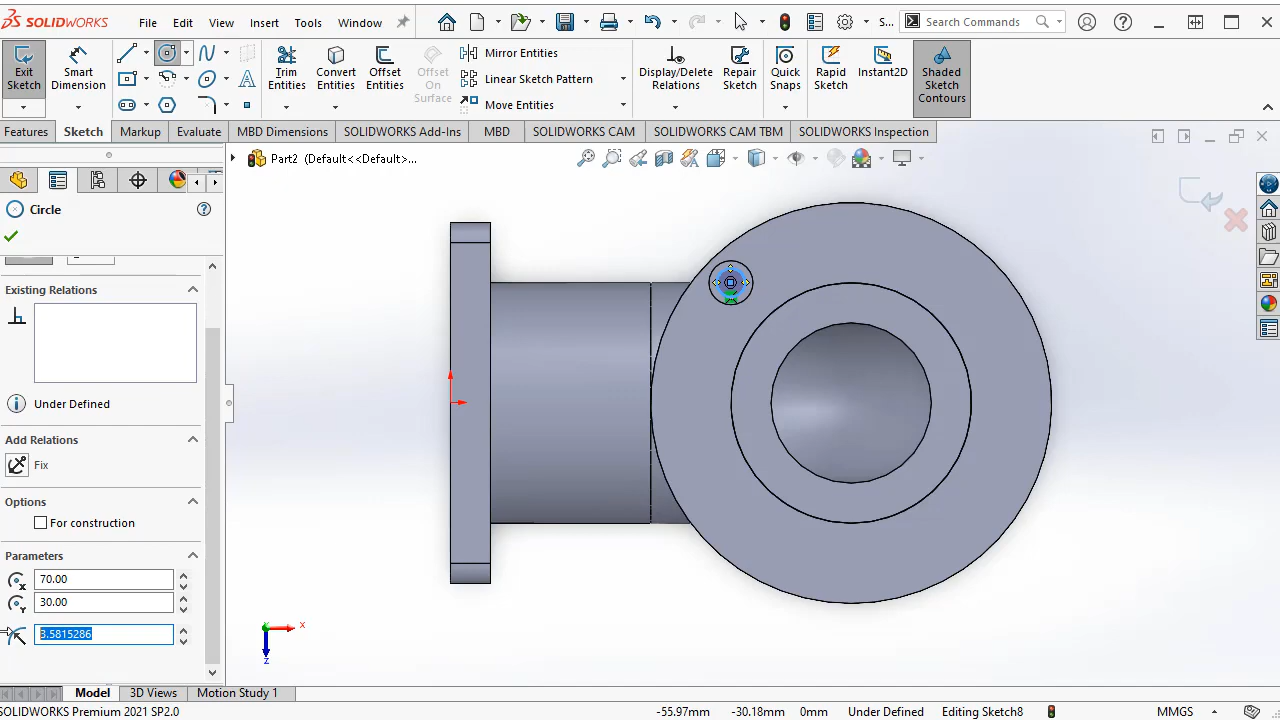 SOLIDWORKS File Edit View Insert Tools Window S... Search Commands
Exit Sketch
Smart Dimension
Trim Entities
Convert Entities
Offset Entities
Offset On Surface
Mirror Entities
Linear Sketch Pattern
Move Entities
Display/Delete Relations
Repair Sketch
Quick Snaps
Rapid Sketch
Instant2D
Shaded Sketch Contours
Features Sketch Markup Evaluate MBD Dimensions SOLIDWORKS Add-Ins MBD SOLIDWORKS CAM SOLIDWORKS CAM TBM SOLIDWORKS Inspection
Part2 (Default<<Default>...
Circle
Existing Relations
Under Defined
Add Relations
Fix
Options
For construction
Parameters
70.00
30.00
3.5815286
X
Y
Z
Model 3D Views Motion Study 1
SOLIDWORKS Premium 2021 SP2.0 -55.97mm -30.18mm 0mm Under Defined Editing Sketch8 MMGS